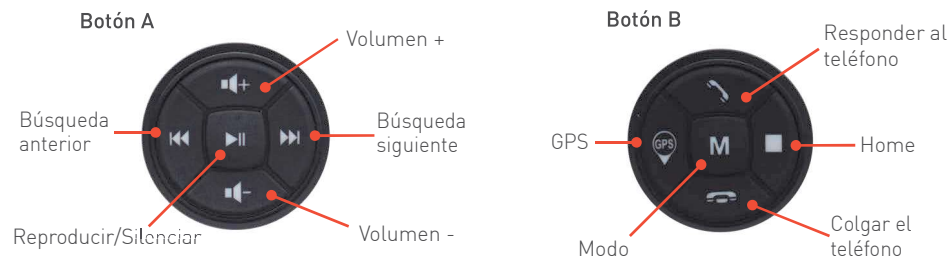 Botón A
Volumen +
Búsqueda
anterior
Búsqueda
siguiente
Reproducir/Silenciar
Volumen -
Botón B
Responder al
teléfono
GPS
GPS
M
Home
Modo
Colgar el
teléfono